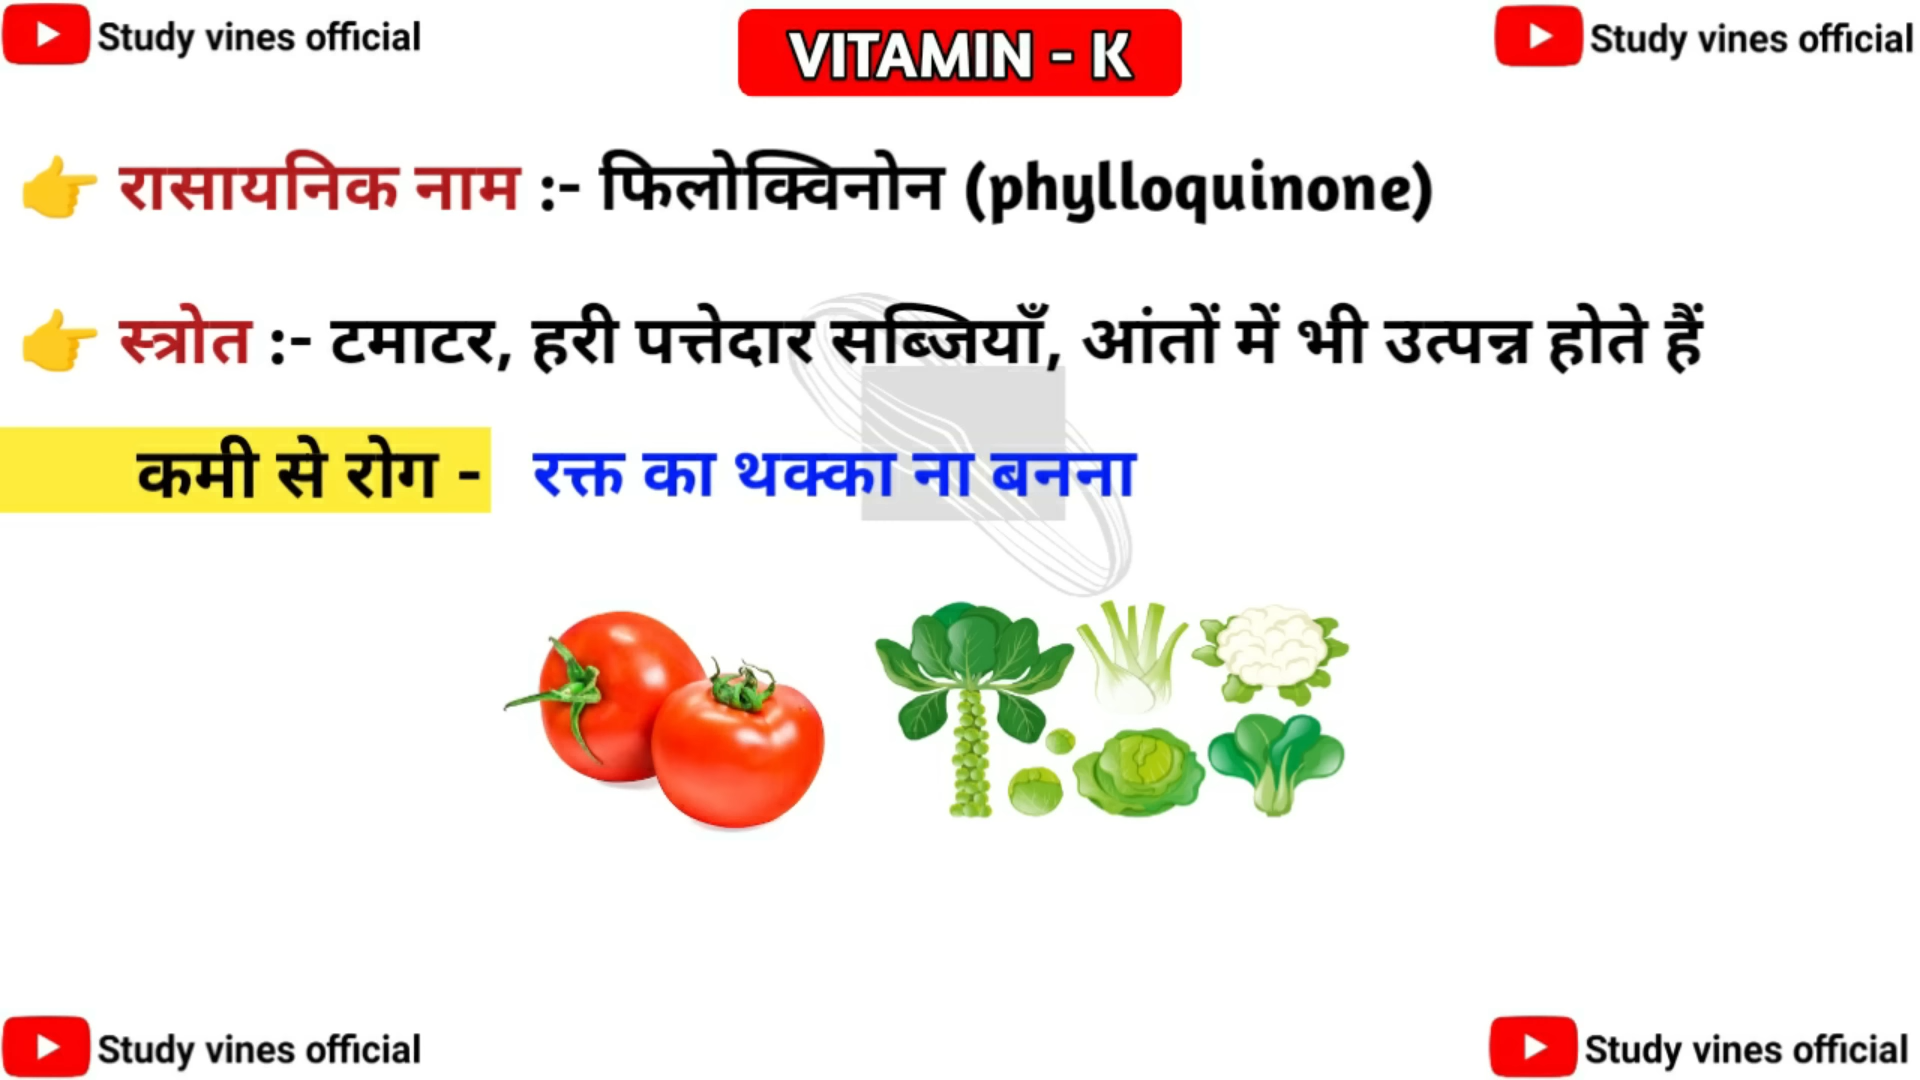 Study vines official
VITAMIN - K
Study vines official
👉 रासायनिक नाम :- फिलोक्विनोन (phylloquinone)
👉 स्त्रोत :- टमाटर, हरी पत्तेदार सब्जियाँ, आंतों में भी उत्पन्न होते हैं
कमी से रोग - रक्त का थक्का ना बनना
Study vines official
Study vines official